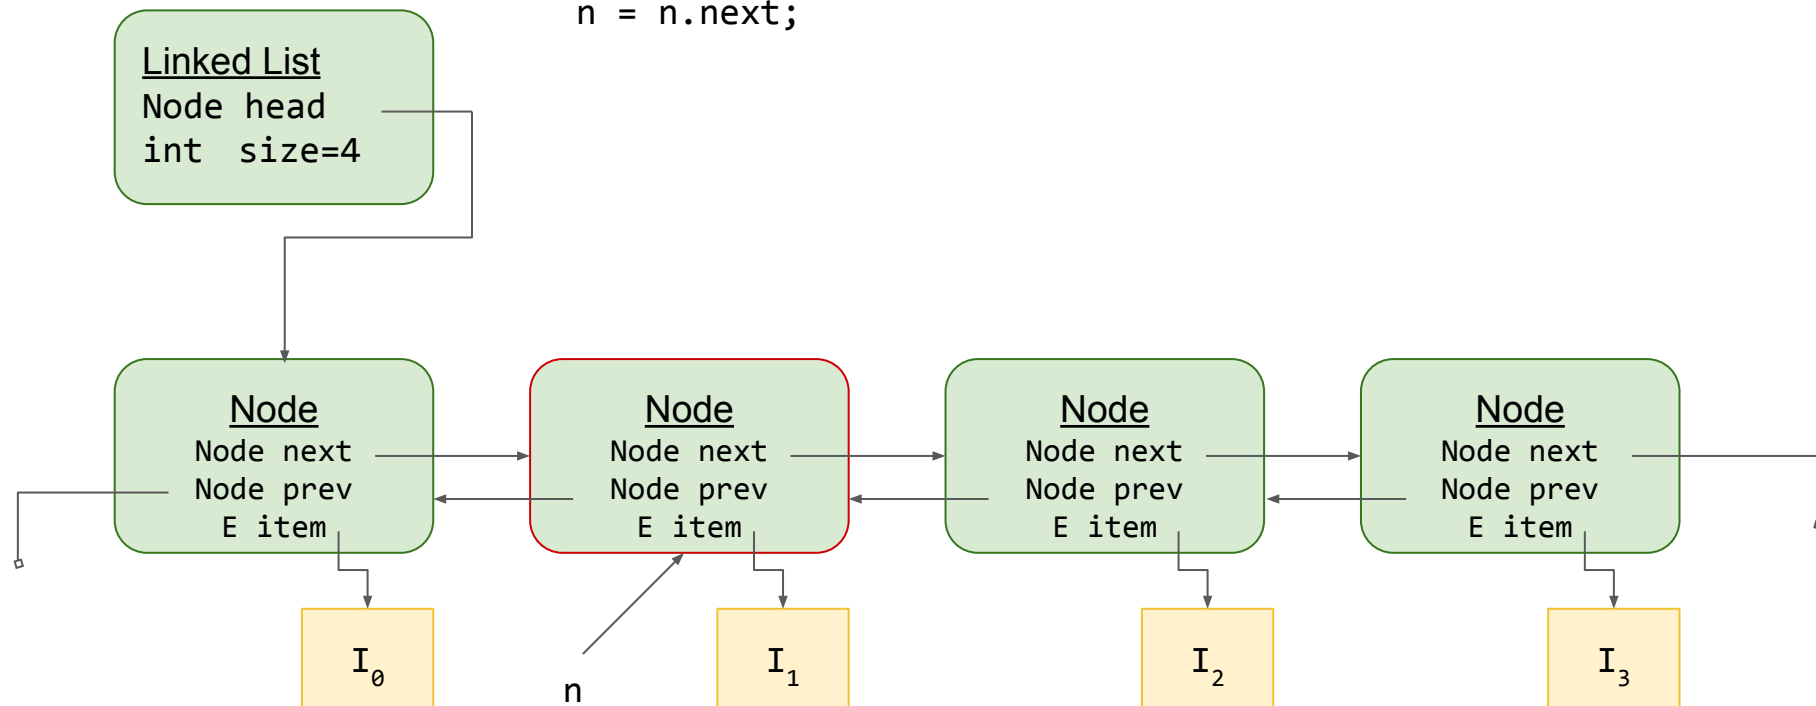 n = n.next;
Linked List
Node head
int size=4
Node
Node next
Node prev
E item
Node
Node next
Node prev
E item
Node
Node next
Node prev
E item
Node
Node next
Node prev
E item
I₀
I₁
I₂
I₃
n